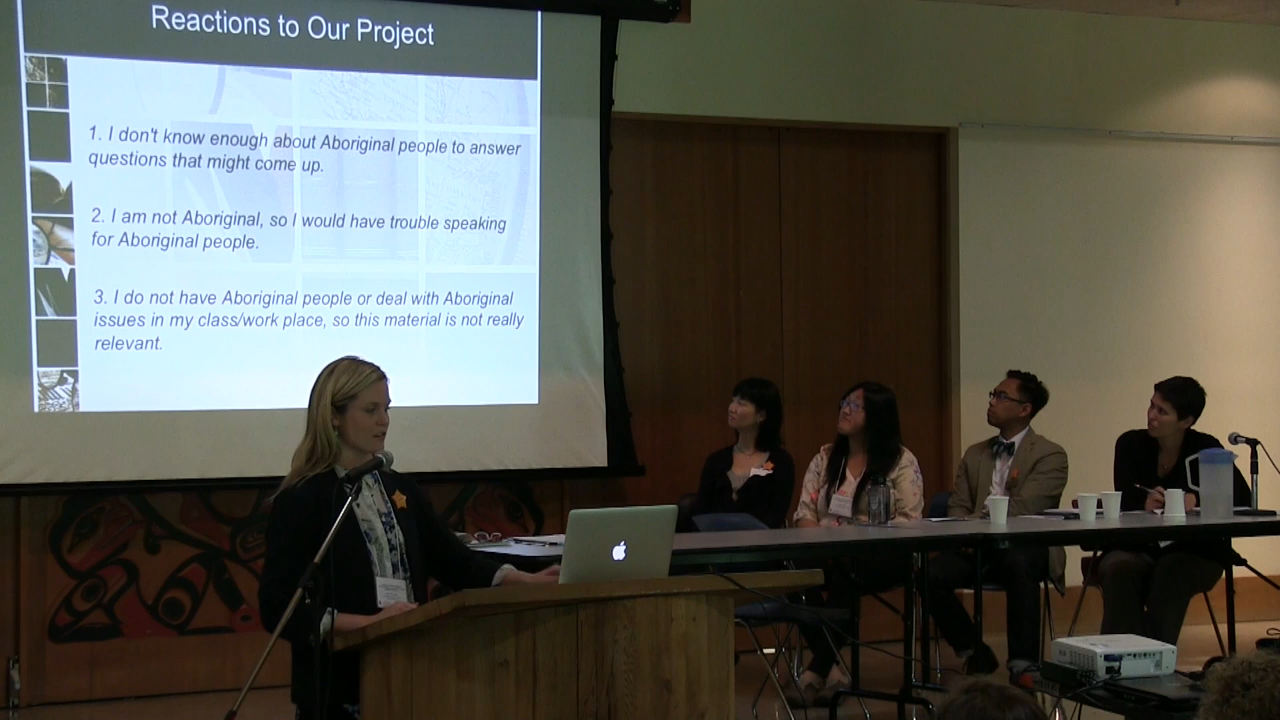 Reactions to Our Project
1. I don't know enough about Aboriginal people to answer
questions that might come up.
2. I am not Aboriginal, so I would have trouble speaking
for Aboriginal people.
3. I do not have Aboriginal people or deal with Aboriginal
issues in my class/work place, so this material is not really
relevant.